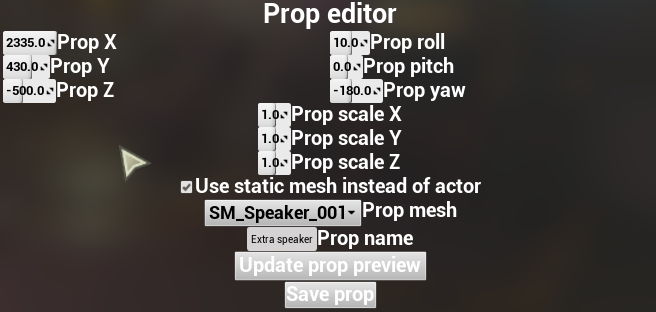 Prop editor
2335.0 Prop X
10.0 Prop roll
430.0 Prop Y
0.0 Prop pitch
-500.0 Prop Z
-180.0 Prop yaw
1.0 Prop scale X
1.0 Prop scale Y
1.0 Prop scale Z
Use static mesh instead of actor
SM_Speaker_001 Prop mesh
Extra speaker Prop name
Update prop preview
Save prop